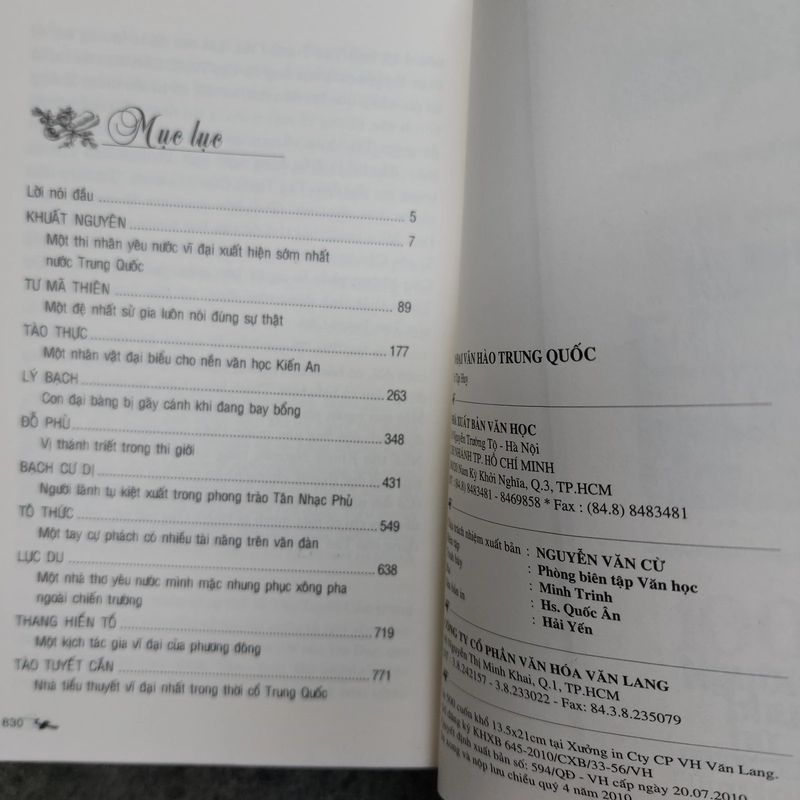 Mục lục
Lời nói đầu 5
KHUẤT NGUYÊN 7
Một thi nhân yêu nước vĩ đại xuất hiện sớm nhất
nước Trung Quốc
TƯ MÃ THIÊN 89
Một đệ nhất sử gia luôn nói đúng sự thật
TÀO THỰC 177
Một nhân vật đại biểu cho nền văn học Kiến An
LÝ BẠCH 263
Con đại bàng bị gãy cánh khi đang bay bổng
ĐỖ PHỦ 348
Vị thánh triết trong thi giới
BẠCH CƯ DỊ 431
Người lãnh tụ kiệt xuất trong phong trào Tân Nhạc Phủ
TÔ THỨC 549
Một tay cự phách có nhiều tài năng trên văn đàn
LỤC DU 638
Một nhà thơ yêu nước mình mặc nhung phục xông pha
ngoài chiến trường
THANG HIỂN TỔ 719
Một kịch tác gia vĩ đại của phương đông
TÀO TUYẾT CẦN 771
Nhà tiểu thuyết vĩ đại nhất trong thời cổ Trung Quốc
830
VĂN HÀO TRUNG QUỐC
Huy
XUẤT BẢN VĂN HỌC
Nguyễn Trường Tộ - Hà Nội
NHÁNH TP. HỒ CHÍ MINH
Nam Kỳ Khởi Nghĩa, Q.3, TP.HCM
(84.8) 8483481 - 8469858 * Fax : (84.8) 8483481
trách nhiệm xuất bản : NGUYỄN VĂN CỪ
tập : Phòng biên tập Văn học
: Minh Trinh
: Hs. Quốc Ân
: Hải Yến
TY CỔ PHẦN VĂN HÓA VĂN LANG
Nguyễn Thị Minh Khai, Q.1, TP.HCM
3.8.242157 - 3.8.233022 - Fax: 84.3.8.235079
cuốn khổ 13.5x21cm tại Xưởng in Cty CP VH Văn Lang.
đăng ký KHXB 645-2010/CXB/33-56/VH
định xuất bản số: 594/QĐ - VH cấp ngày 20.07.2010
xong và nộp lưu chiểu quý 4 năm 2010